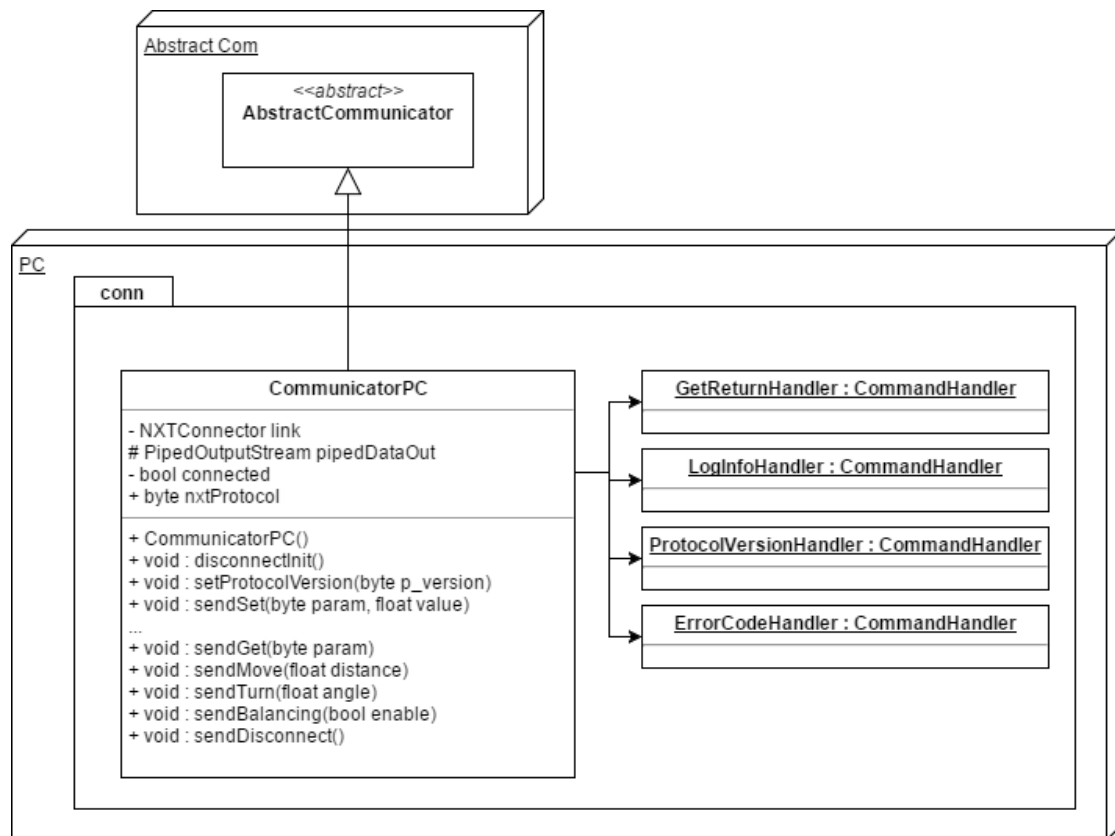 Abstract Com
<<abstract>>
AbstractCommunicator
PC
conn
CommunicatorPC
- NXTConnector link
# PipedOutputStream pipedDataOut
- bool connected
+ byte nxtProtocol
+ CommunicatorPC()
+ void : disconnectInit()
+ void : setProtocolVersion(byte p_version)
+ void : sendSet(byte param, float value)
...
+ void : sendGet(byte param)
+ void : sendMove(float distance)
+ void : sendTurn(float angle)
+ void : sendBalancing(bool enable)
+ void : sendDisconnect()
GetReturnHandler : CommandHandler
LogInfoHandler : CommandHandler
ProtocolVersionHandler : CommandHandler
ErrorCodeHandler : CommandHandler